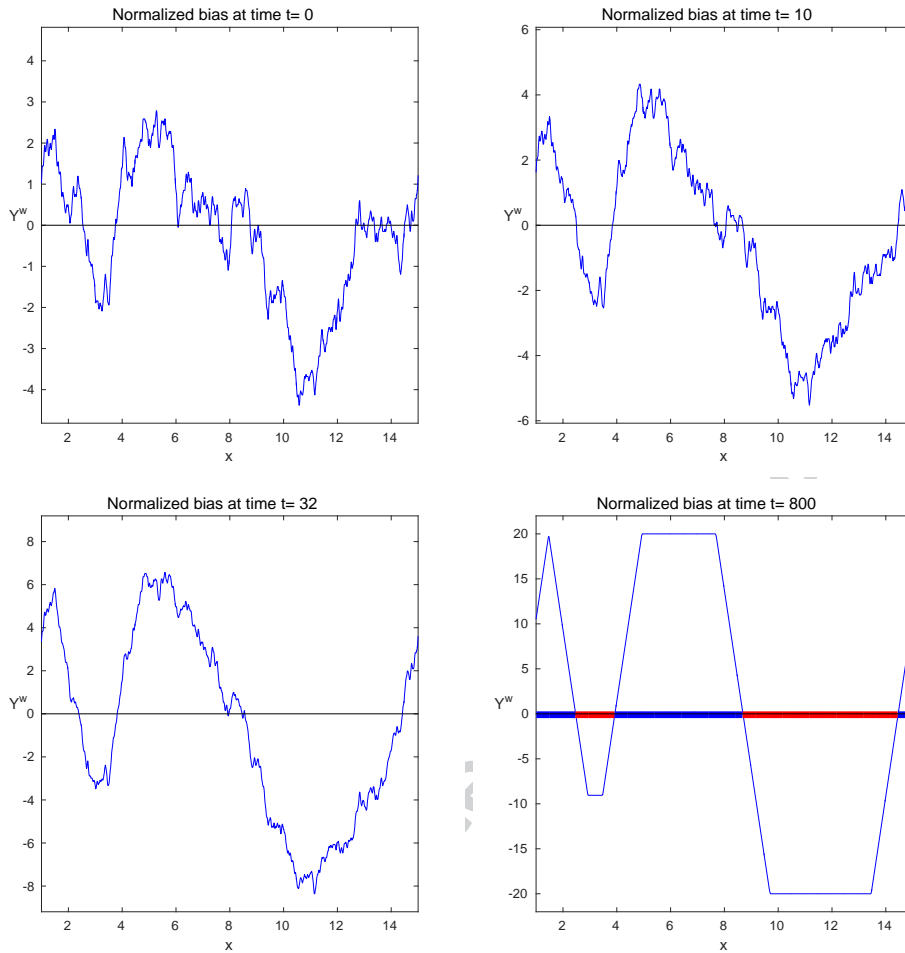 Normalized bias at time t= 0
4
3
2
1
Y^w 0
-1
-2
-3
-4
2 4 6 8 10 12 14
x
Normalized bias at time t= 10
6
4
2
Y^w 0
-2
-4
-6
2 4 6 8 10 12 14
x
Normalized bias at time t= 32
8
6
4
2
Y^w 0
-2
-4
-6
-8
2 4 6 8 10 12 14
x
Normalized bias at time t= 800
20
15
10
5
Y^w 0
-5
-10
-15
-20
2 4 6 8 10 12 14
x